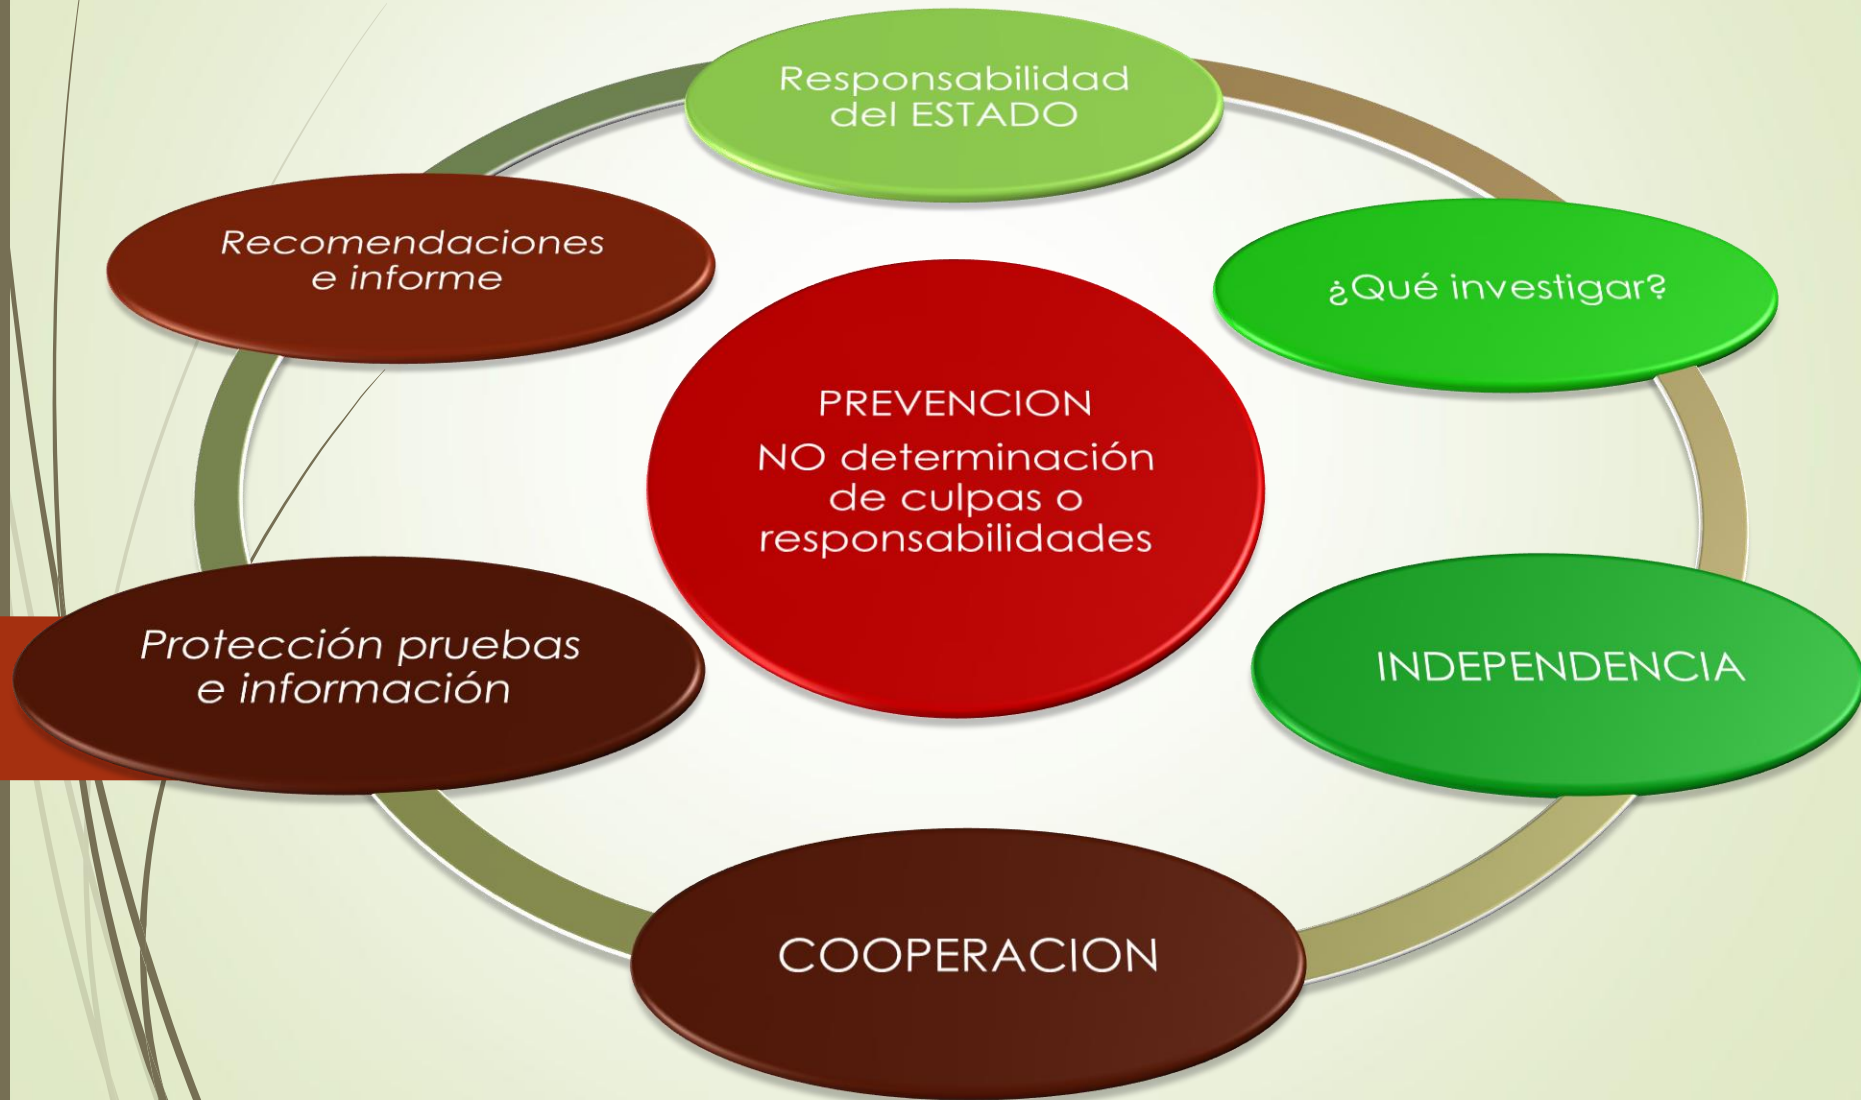 Responsabilidad
del ESTADO
¿Qué investigar?
INDEPENDENCIA
COOPERACION
Protección pruebas
e información
Recomendaciones
e informe
PREVENCION
NO determinación
de culpas o
responsabilidades